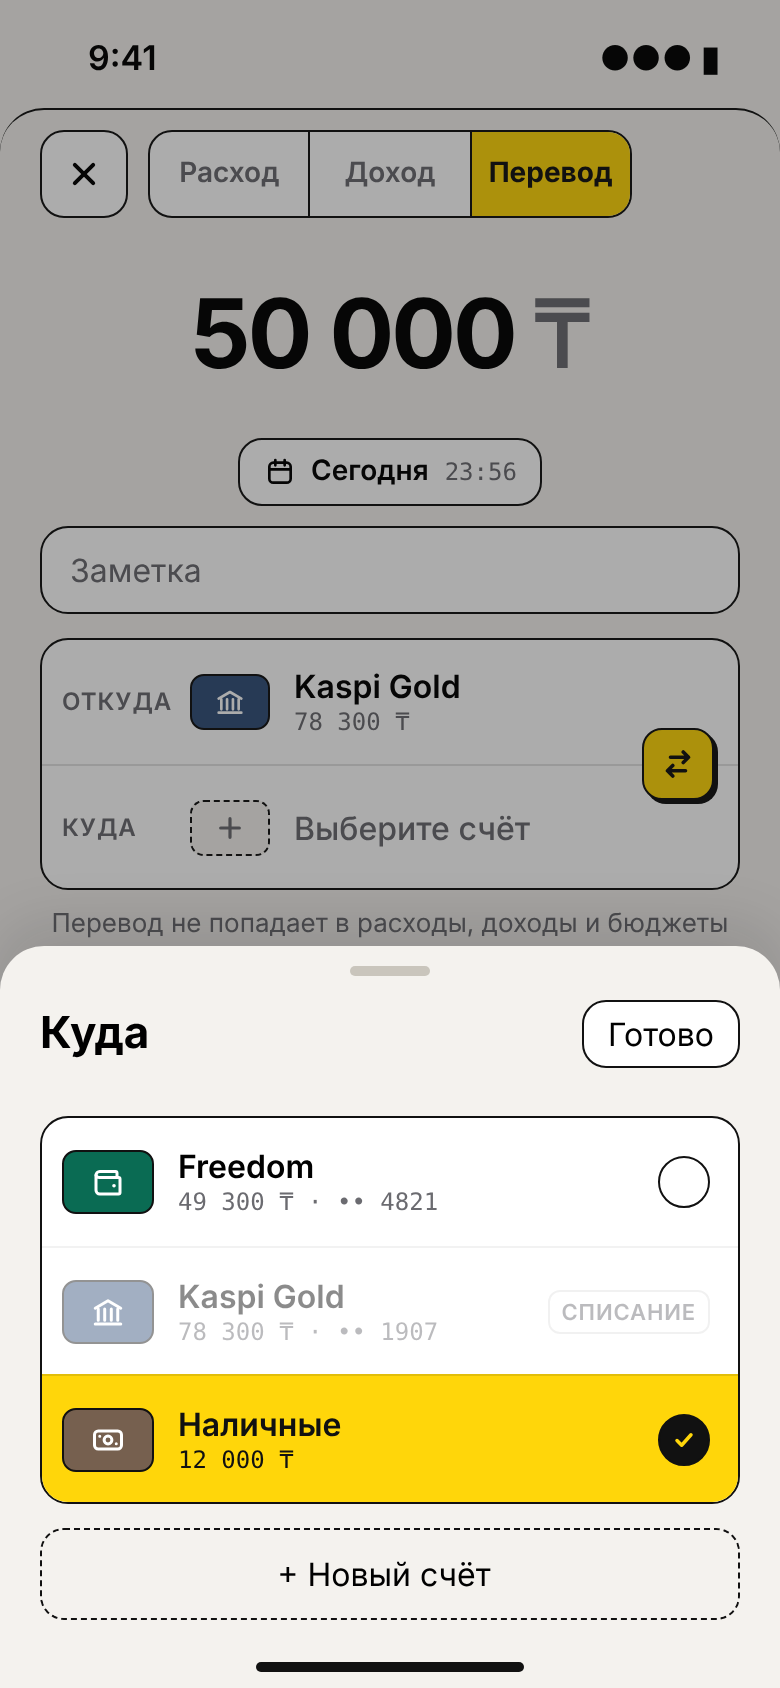 9:41
Расход Доход Перевод
50 000 ₸
Сегодня 23:56
Заметка
ОТКУДА Kaspi Gold
78 300 ₸
КУДА + Выберите счёт
Перевод не попадает в расходы, доходы и бюджеты
Куда Готово
Freedom
49 300 ₸ · •• 4821
Kaspi Gold СПИСАНИЕ
78 300 ₸ · •• 1907
Наличные
12 000 ₸
+ Новый счёт